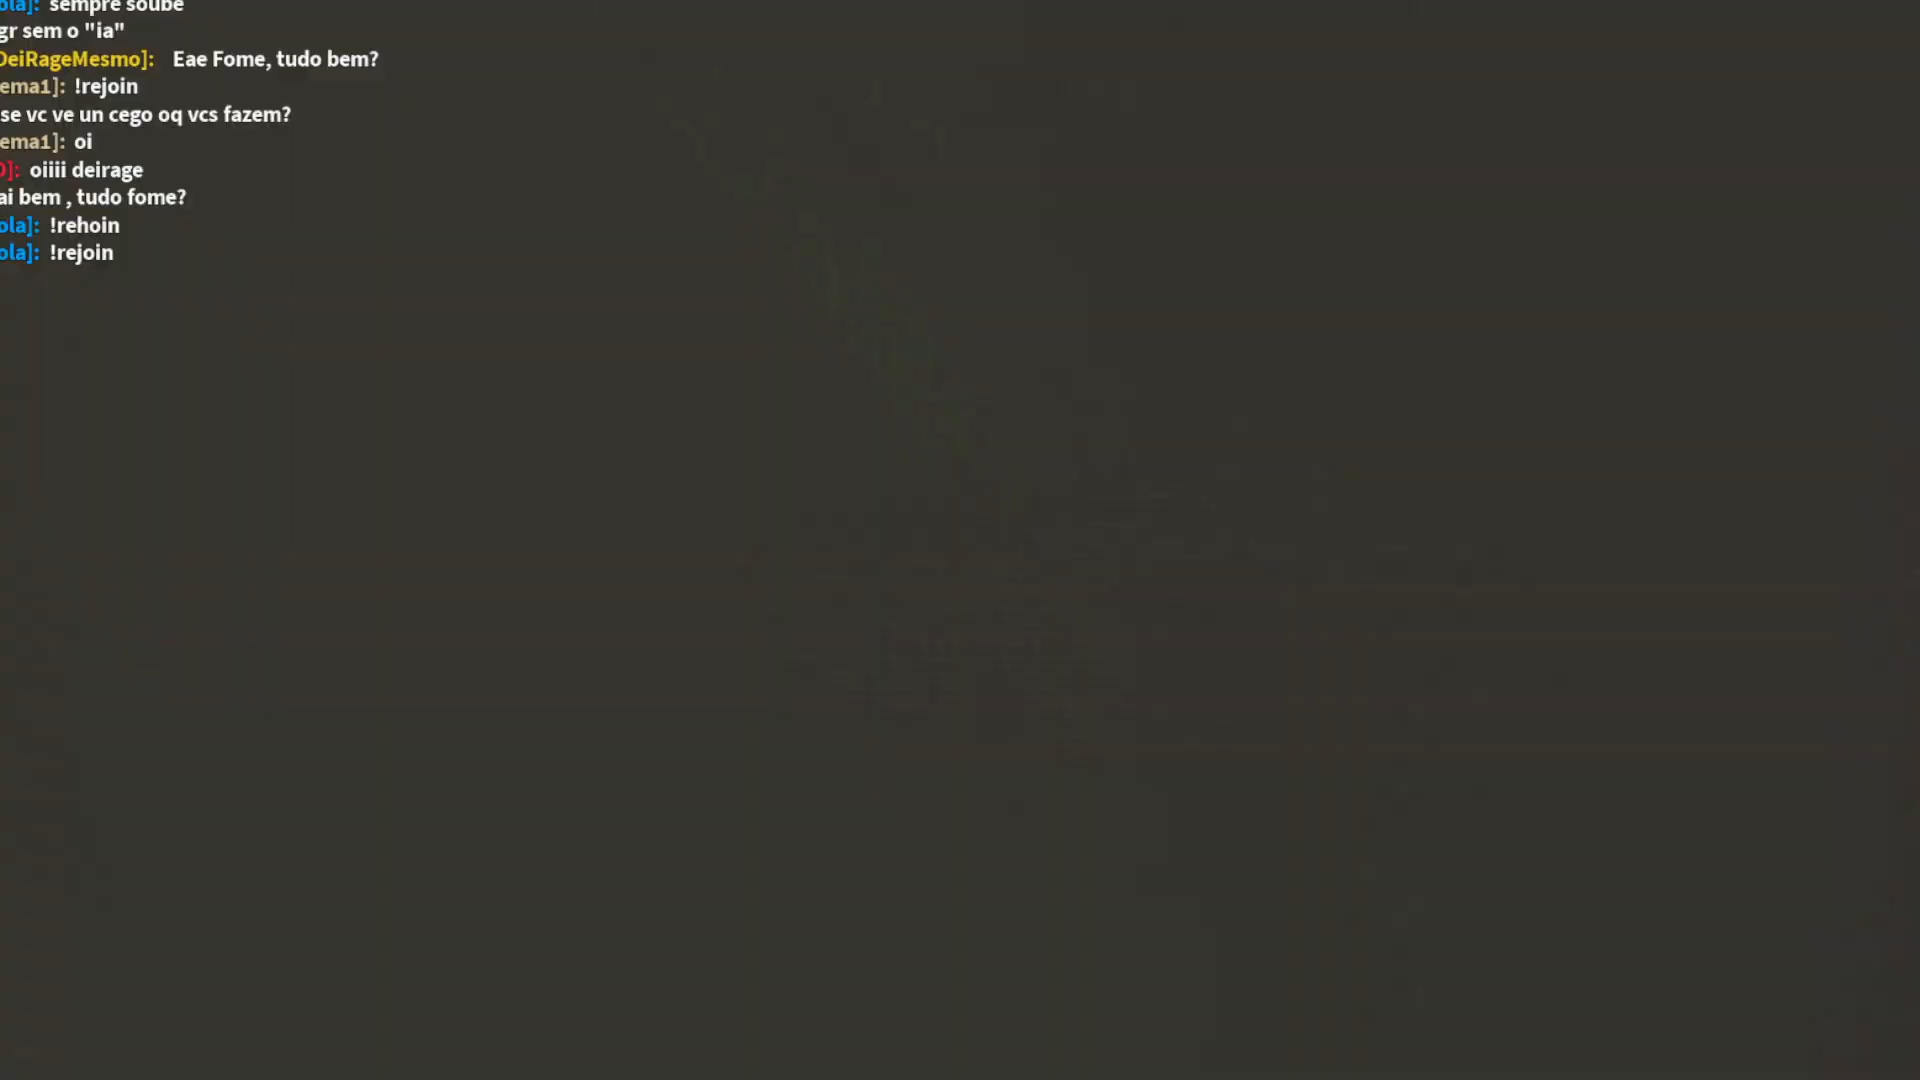 ola]: sempre soube
gr sem o "ia"
DeiRageMesmo]: Eae Fome, tudo bem?
ema1]: !rejoin
se vc ve un cego oq vcs fazem?
ema1]: oi
]: oiiii deirage
ai bem , tudo fome?
ola]: !rehoin
ola]: !rejoin